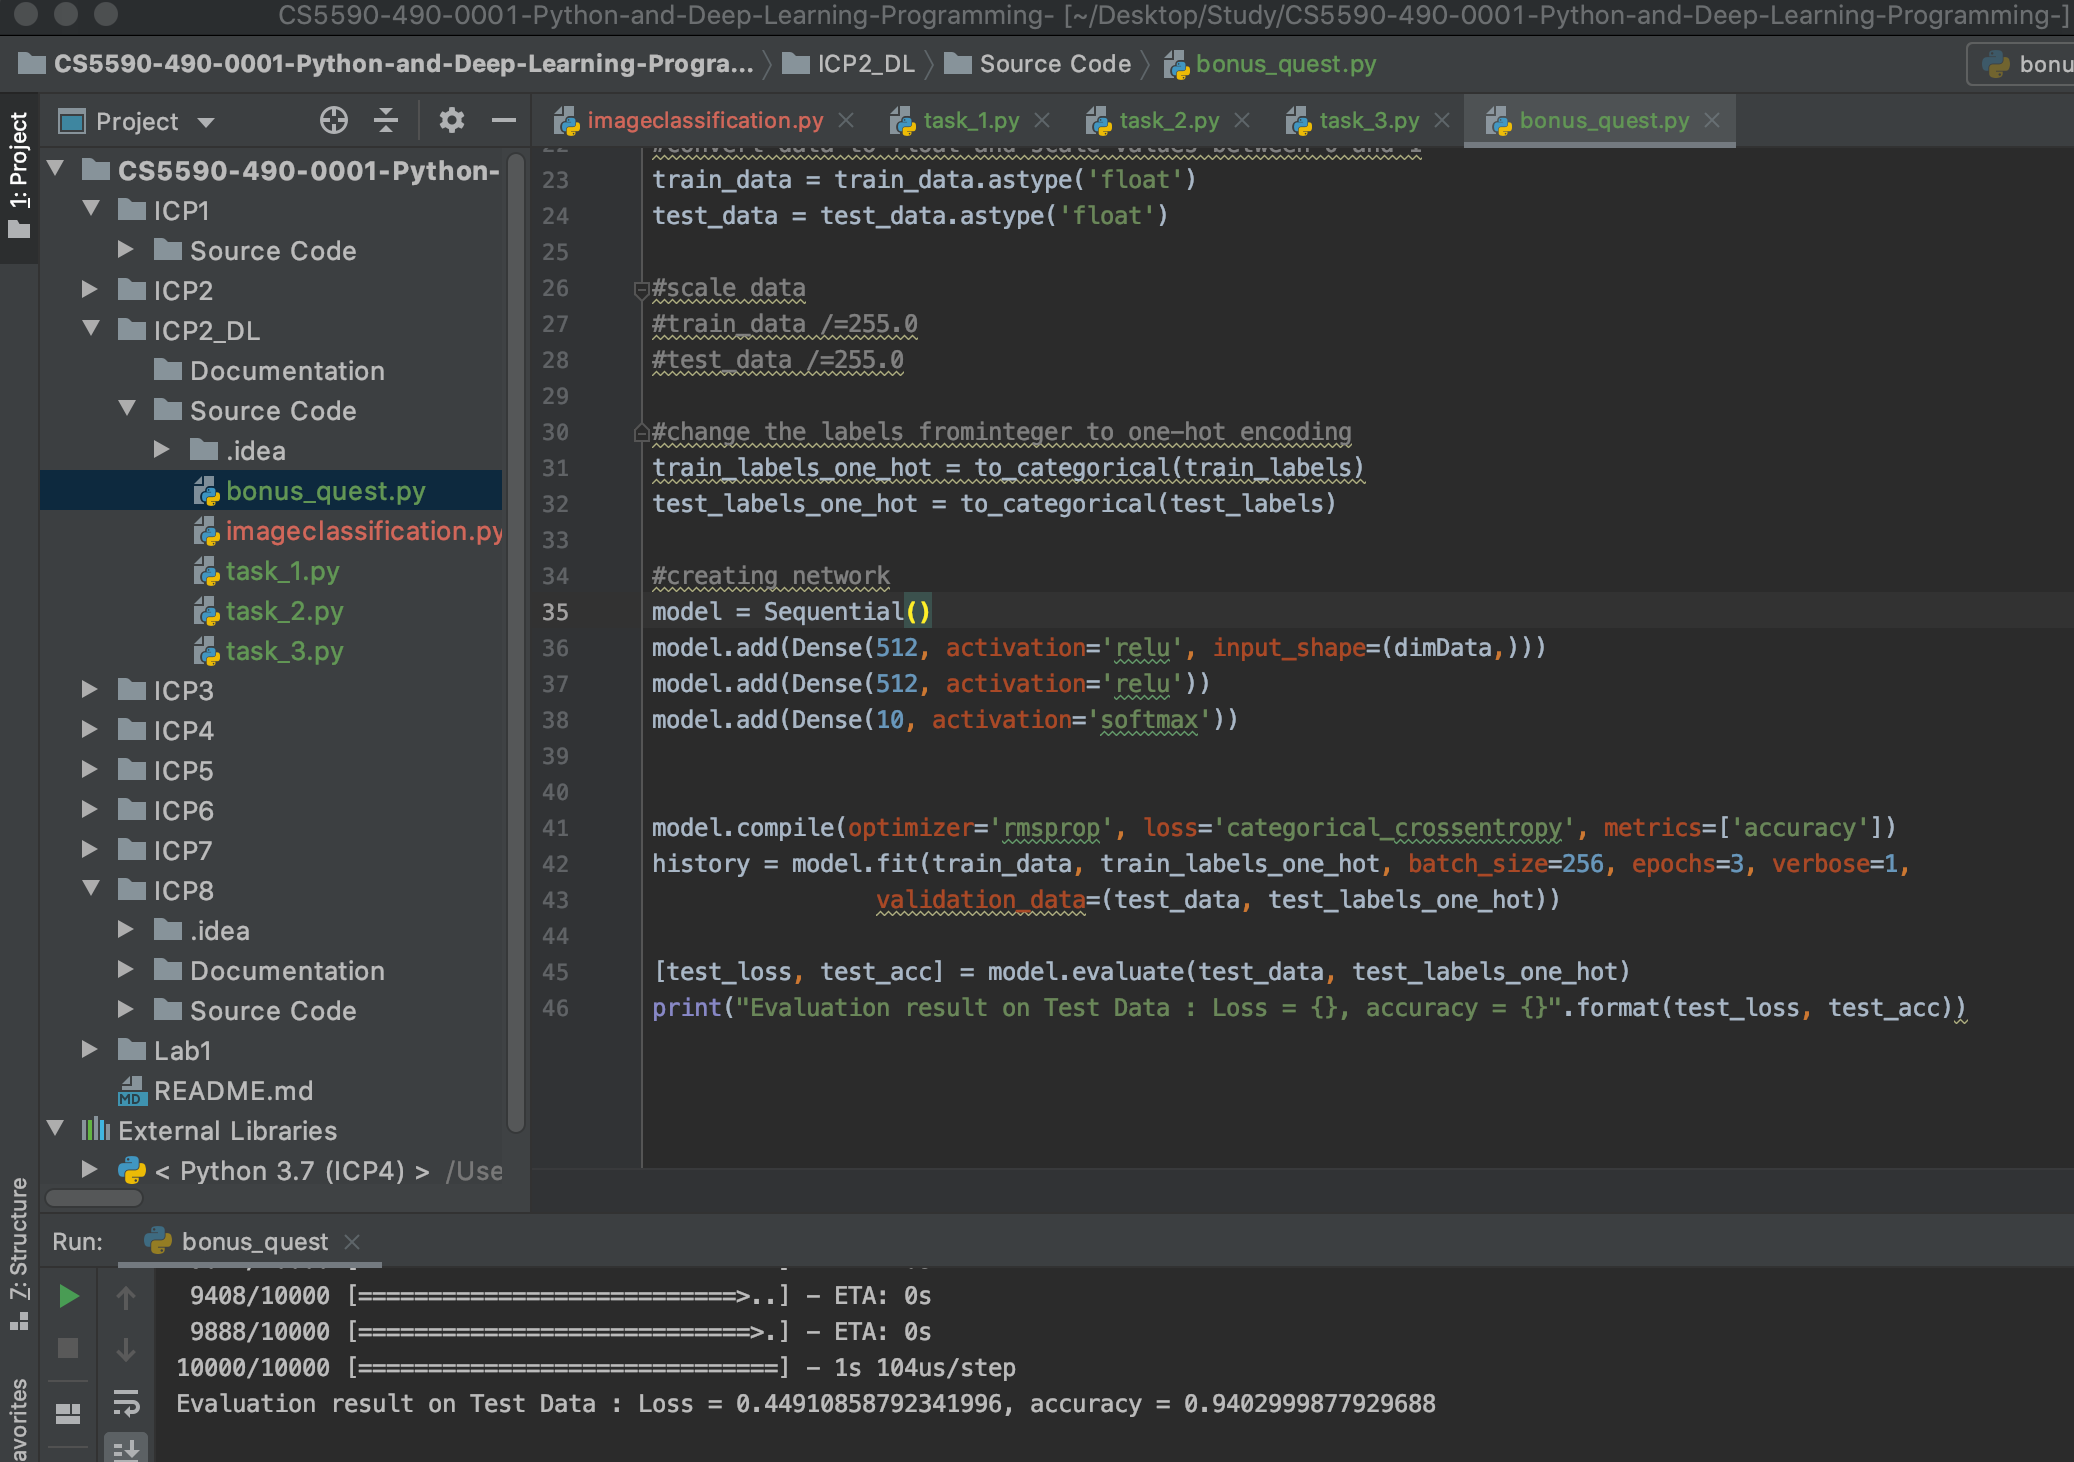 CS5590-490-0001-Python-and-Deep-Learning-Programming- [~/Desktop/Study/CS5590-490-0001-Python-and-Deep-Learning-Programming-]
CS5590-490-0001-Python-and-Deep-Learning-Progra... ICP2_DL Source Code bonus_quest.py bonu
1: Project
Project
imageclassification.py task_1.py task_2.py task_3.py bonus_quest.py
CS5590-490-0001-Python-
ICP1
Source Code
ICP2
ICP2_DL
Documentation
Source Code
.idea
bonus_quest.py
imageclassification.py
task_1.py
task_2.py
task_3.py
ICP3
ICP4
ICP5
ICP6
ICP7
ICP8
.idea
Documentation
Source Code
Lab1
README.md
External Libraries
< Python 3.7 (ICP4) > /Use
22 #convert data to float and scale values between 0 and 1
23 train_data = train_data.astype('float')
24 test_data = test_data.astype('float')
25
26 #scale data
27 #train_data /=255.0
28 #test_data /=255.0
29
30 #change the labels frominteger to one-hot encoding
31 train_labels_one_hot = to_categorical(train_labels)
32 test_labels_one_hot = to_categorical(test_labels)
33
34 #creating network
35 model = Sequential()
36 model.add(Dense(512, activation='relu', input_shape=(dimData,)))
37 model.add(Dense(512, activation='relu'))
38 model.add(Dense(10, activation='softmax'))
39
40
41 model.compile(optimizer='rmsprop', loss='categorical_crossentropy', metrics=['accuracy'])
42 history = model.fit(train_data, train_labels_one_hot, batch_size=256, epochs=3, verbose=1,
43 validation_data=(test_data, test_labels_one_hot))
44
45 [test_loss, test_acc] = model.evaluate(test_data, test_labels_one_hot)
46 print("Evaluation result on Test Data : Loss = {}, accuracy = {}".format(test_loss, test_acc))
7: Structure
avorites
Run: bonus_quest
9408/10000 [===========================>..] - ETA: 0s
9888/10000 [============================>.] - ETA: 0s
10000/10000 [==============================] - 1s 104us/step
Evaluation result on Test Data : Loss = 0.44910858792341996, accuracy = 0.9402999877929688